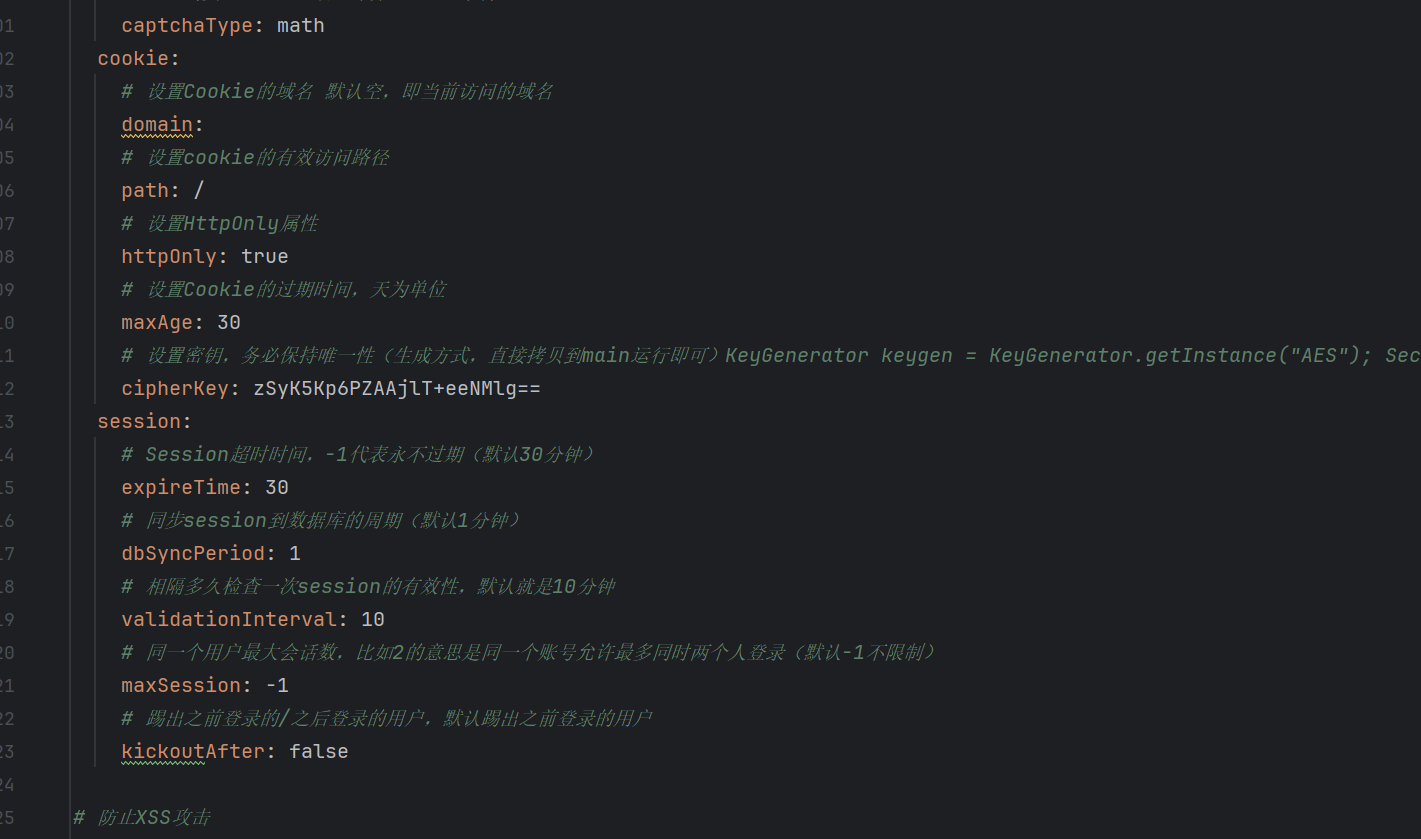 01 captchaType: math
02 cookie:
03 # 设置Cookie的域名 默认空，即当前访问的域名
04 domain:
05 # 设置cookie的有效访问路径
06 path: /
07 # 设置HttpOnly属性
08 httpOnly: true
09 # 设置Cookie的过期时间，天为单位
10 maxAge: 30
11 # 设置密钥，务必保持唯一性（生成方式，直接拷贝到main运行即可）KeyGenerator keygen = KeyGenerator.getInstance("AES"); Sec
12 cipherKey: zSyK5Kp6PZAAjlT+eeNMlg==
13 session:
14 # Session超时时间，-1代表永不过期（默认30分钟）
15 expireTime: 30
16 # 同步session到数据库的周期（默认1分钟）
17 dbSyncPeriod: 1
18 # 相隔多久检查一次session的有效性，默认就是10分钟
19 validationInterval: 10
20 # 同一个用户最大会话数，比如2的意思是同一个账号允许最多同时两个人登录（默认-1不限制）
21 maxSession: -1
22 # 踢出之前登录的/之后登录的用户，默认踢出之前登录的用户
23 kickoutAfter: false
24
25 # 防止XSS攻击